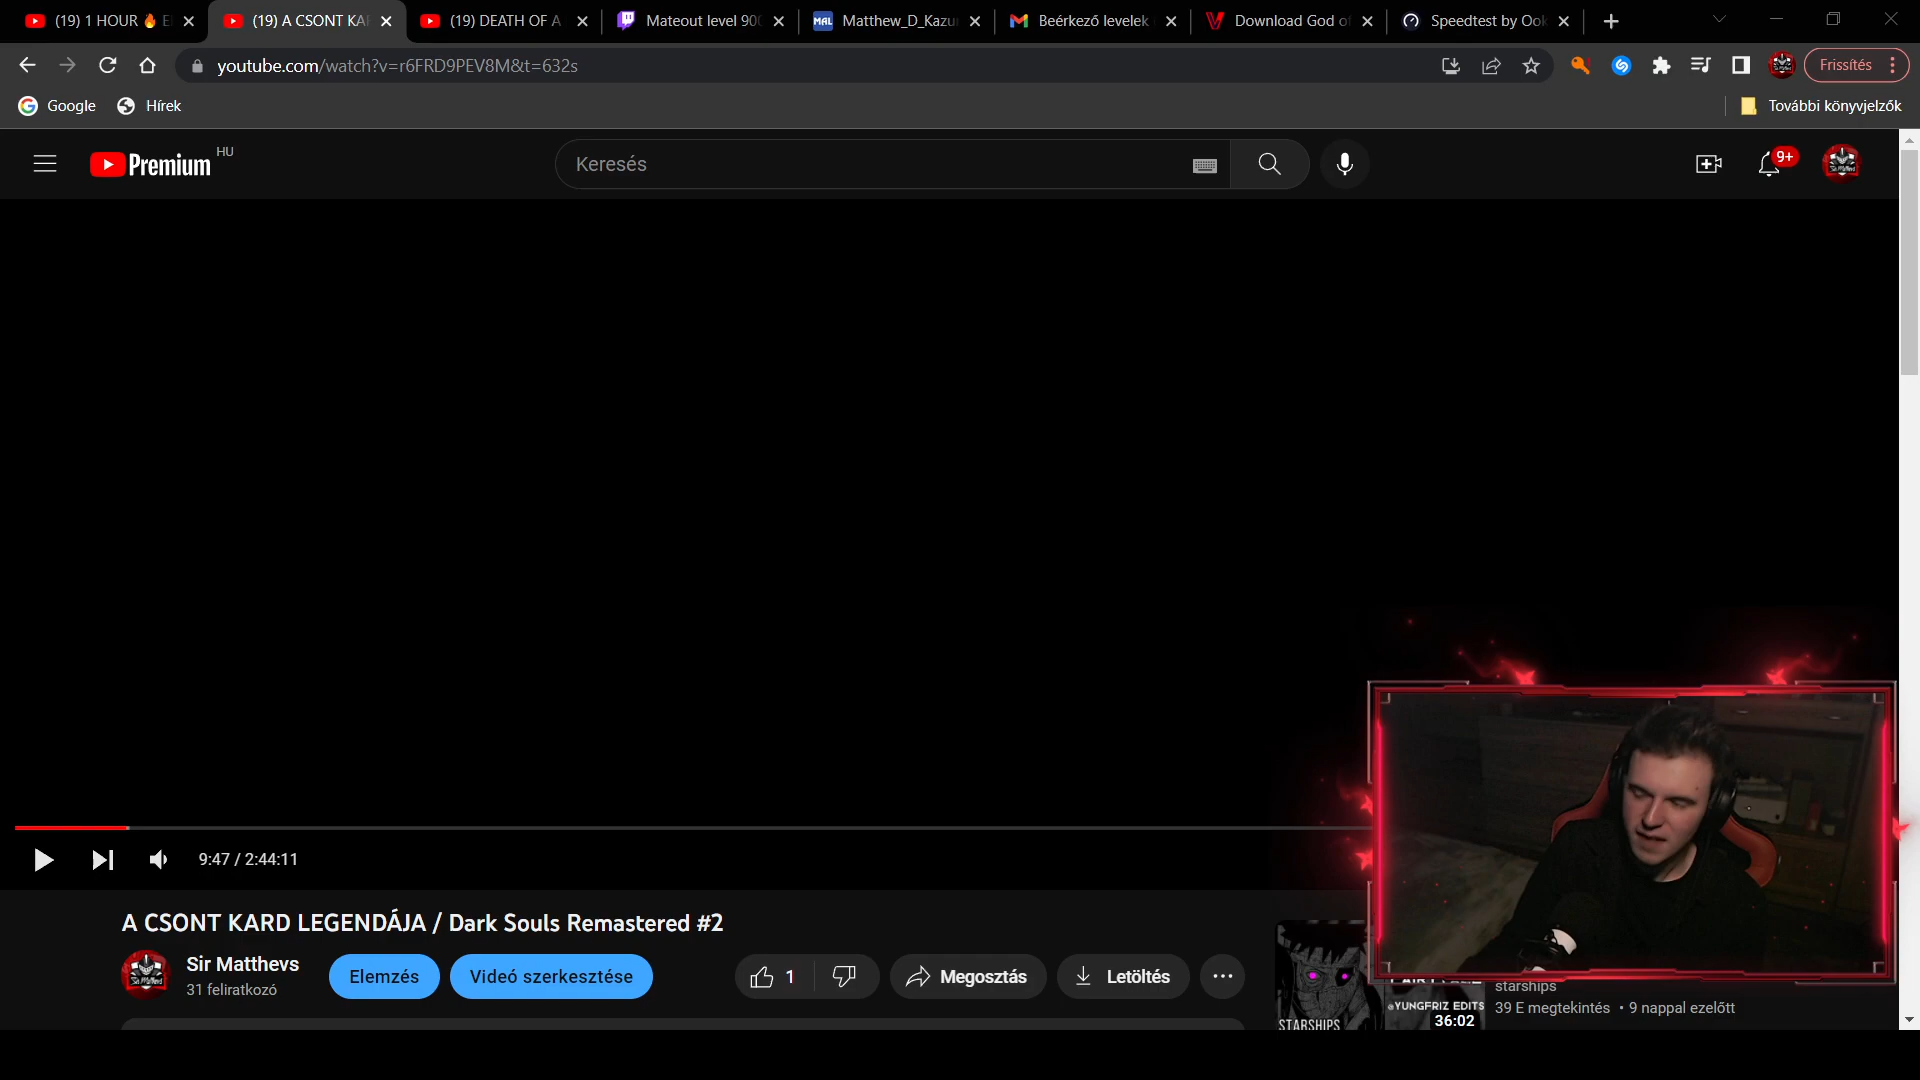 (19) 1 HOUR 🔥 E
(19) A CSONT KA
(19) DEATH OF A
Mateout level 900
MAL Matthew_D_Kazu
Beérkező levelek
Download God of
Speedtest by Ook
youtube.com/watch?v=r6FRD9PEV8M&t=632s
Frissítés
Google
Hírek
További könyvjelzők
Premium HU
Keresés
9+
9:47 / 2:44:11
A CSONT KARD LEGENDÁJA / Dark Souls Remastered #2
Sir Matthevs
31 feliratkozó
Elemzés
Videó szerkesztése
1
Megosztás
Letöltés
starships
39 E megtekintés • 9 nappal ezelőtt
@YUNGFRIZ EDITS
36:02
STARSHIPS